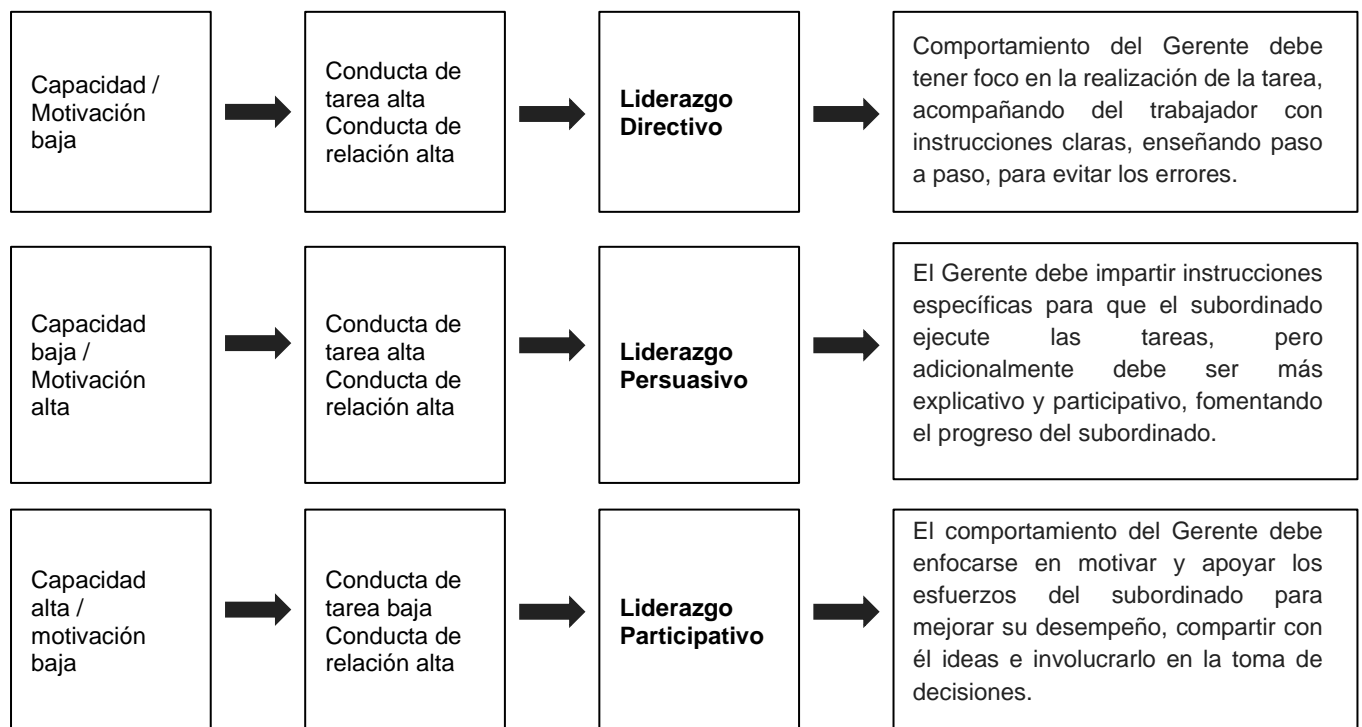 Capacidad /
Motivación
baja
Conducta de
tarea alta
Conducta de
relación alta
Liderazgo
Directivo
Comportamiento del Gerente debe
tener foco en la realización de la tarea,
acompañando del trabajador con
instrucciones claras, enseñando paso
a paso, para evitar los errores.
Capacidad
baja /
Motivación
alta
Conducta de
tarea alta
Conducta de
relación alta
Liderazgo
Persuasivo
El Gerente debe impartir instrucciones
específicas para que el subordinado
ejecute las tareas, pero
adicionalmente debe ser más
explicativo y participativo, fomentando
el progreso del subordinado.
Capacidad
alta /
motivación
baja
Conducta de
tarea baja
Conducta de
relación alta
Liderazgo
Participativo
El comportamiento del Gerente debe
enfocarse en motivar y apoyar los
esfuerzos del subordinado para
mejorar su desempeño, compartir con
él ideas e involucrarlo en la toma de
decisiones.